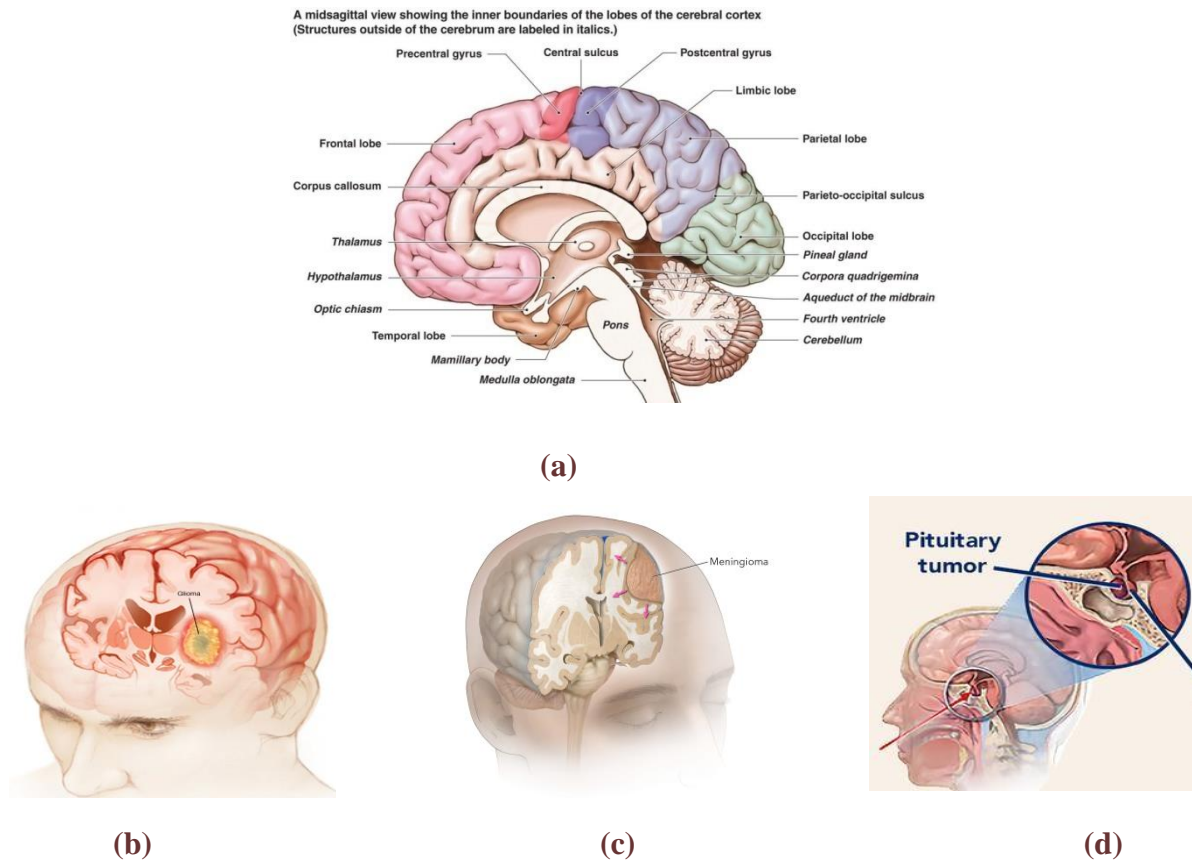 A midsagittal view showing the inner boundaries of the lobes of the cerebral cortex
(Structures outside of the cerebrum are labeled in italics.)
Precentral gyrus
Central sulcus
Postcentral gyrus
Limbic lobe
Frontal lobe
Parietal lobe
Corpus callosum
Parieto-occipital sulcus
Thalamus
Occipital lobe
Pineal gland
Hypothalamus
Corpora quadrigemina
Aqueduct of the midbrain
Optic chiasm
Fourth ventricle
Pons
Temporal lobe
Cerebellum
Mamillary body
Medulla oblongata
(a)
Glioma
Meningioma
Pituitary
tumor
(b)
(c)
(d)